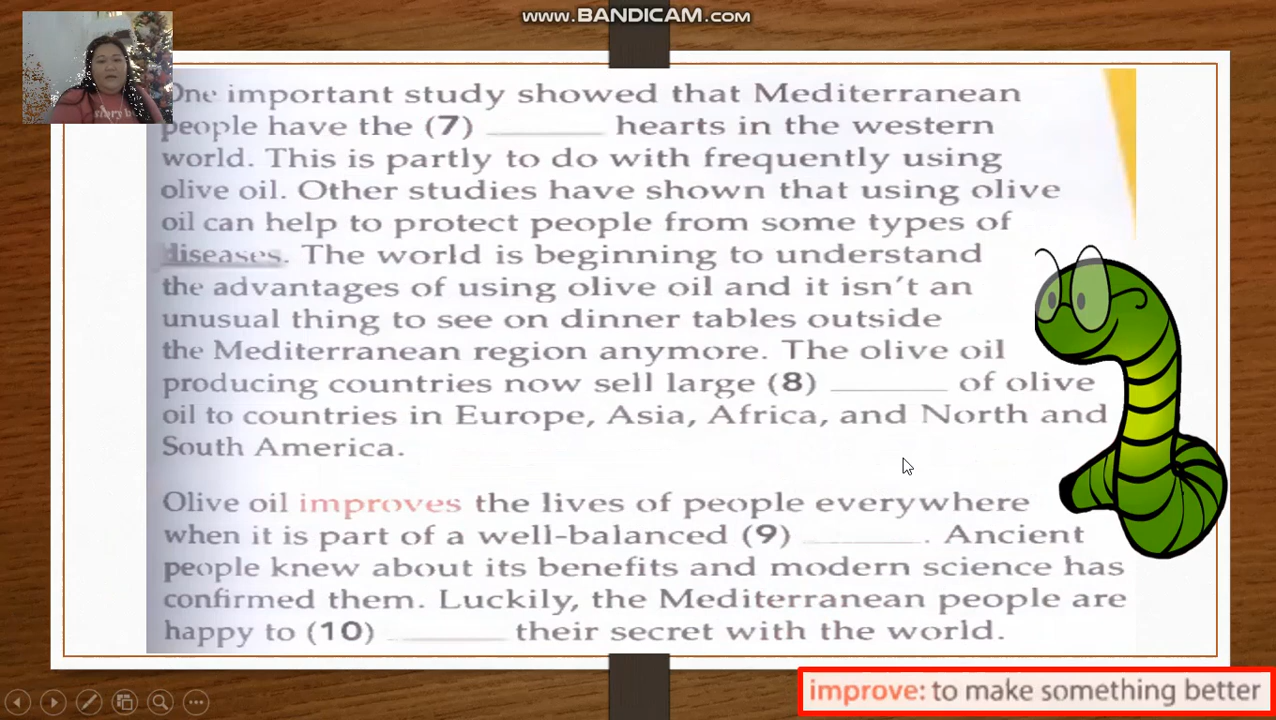 www.BANDICAM.com
One important study showed that Mediterranean
people have the (7) ________ hearts in the western
world. This is partly to do with frequently using
olive oil. Other studies have shown that using olive
oil can help to protect people from some types of
diseases. The world is beginning to understand
the advantages of using olive oil and it isn't an
unusual thing to see on dinner tables outside
the Mediterranean region anymore. The olive oil
producing countries now sell large (8) ________ of olive
oil to countries in Europe, Asia, Africa, and North and
South America.
Olive oil improves the lives of people everywhere
when it is part of a well-balanced (9) ________. Ancient
people knew about its benefits and modern science has
confirmed them. Luckily, the Mediterranean people are
happy to (10) ________ their secret with the world.
improve: to make something better